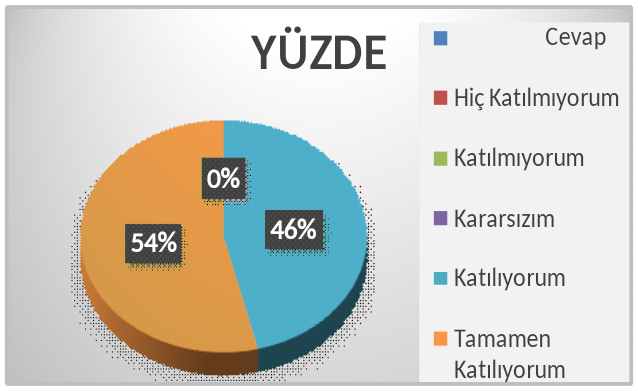 YÜZDE
0%
46%
54%
Cevap
Hiç Katılmıyorum
Katılmıyorum
Kararsızım
Katılıyorum
Tamamen
Katılıyorum